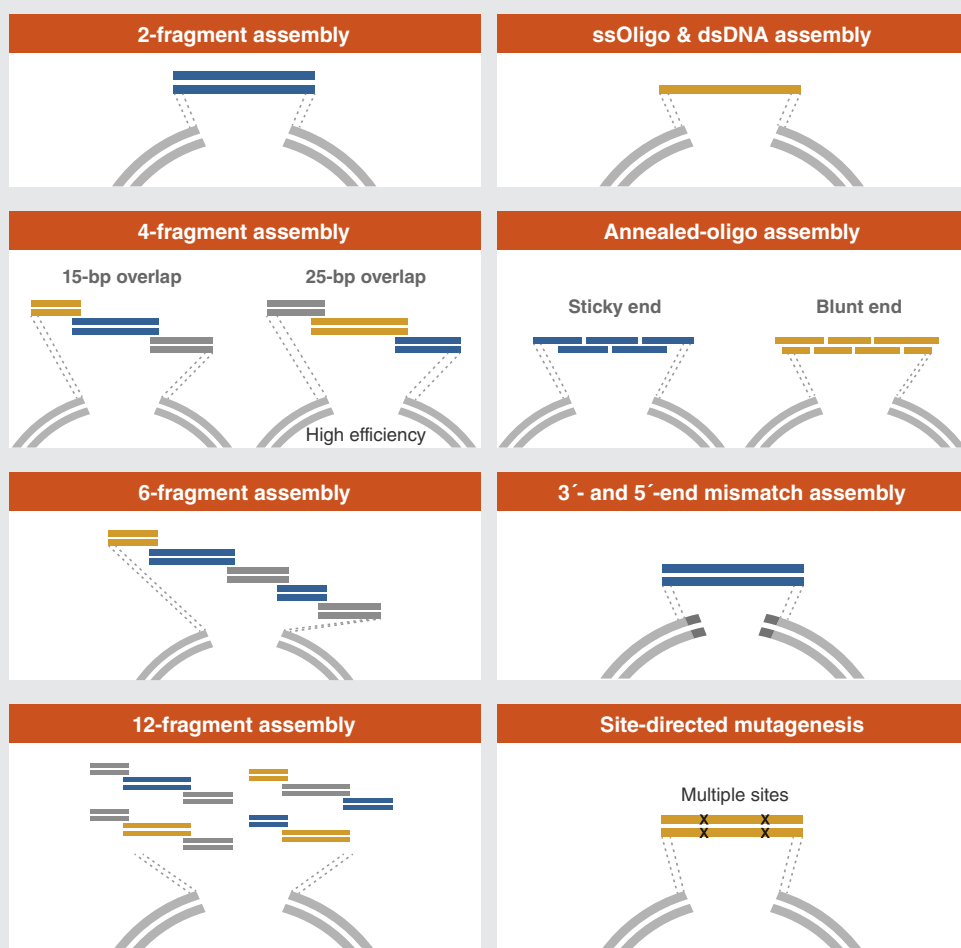 2-fragment assembly
ssOligo & dsDNA assembly
4-fragment assembly
15-bp overlap
25-bp overlap
High efficiency
Annealed-oligo assembly
Sticky end
Blunt end
6-fragment assembly
3´- and 5´-end mismatch assembly
12-fragment assembly
Site-directed mutagenesis
Multiple sites
X X
X X